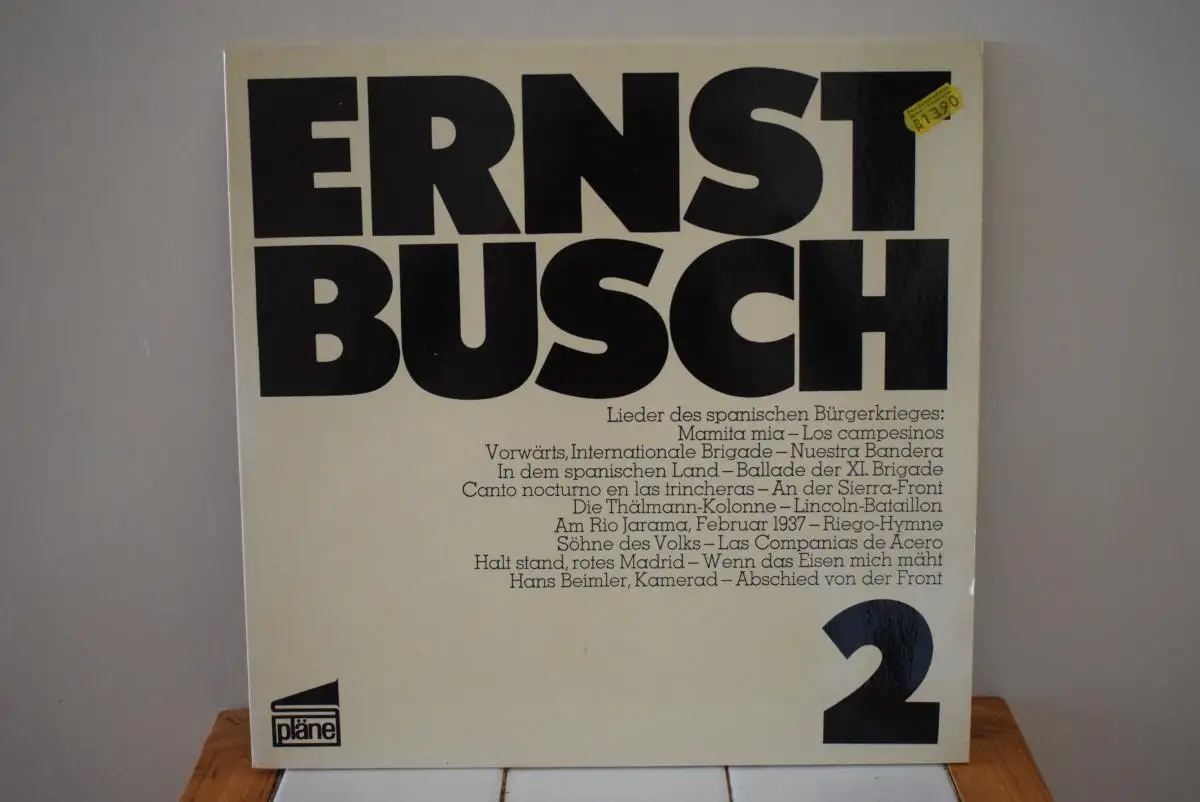 ERNST
BUSCH
1390
Lieder des spanischen Bürgerkrieges:
Mamita mia – Los campesinos
Vorwärts, Internationale Brigade – Nuestra Bandera
In dem spanischen Land – Ballade der XI. Brigade
Canto nocturno en las trincheras – An der Sierra-Front
Die Thälmann-Kolonne – Lincoln-Bataillon
Am Rio Jarama, Februar 1937 – Riego-Hymne
Söhne des Volks – Las Companias de Acero
Halt stand, rotes Madrid – Wenn das Eisen mich mäht
Hans Beimler, Kamerad – Abschied von der Front
2
pläne